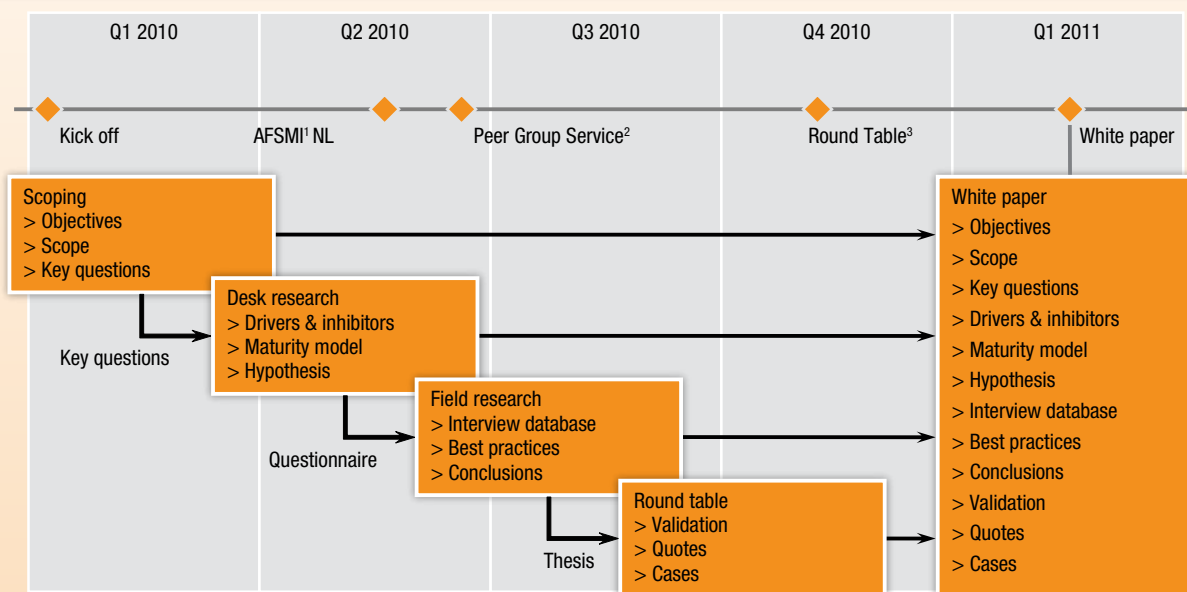 Q1 2010
Q2 2010
Q3 2010
Q4 2010
Q1 2011
Kick off
AFSMI¹ NL
Peer Group Service²
Round Table³
White paper
Scoping
> Objectives
> Scope
> Key questions
Key questions
Desk research
> Drivers & inhibitors
> Maturity model
> Hypothesis
Questionnaire
Field research
> Interview database
> Best practices
> Conclusions
Thesis
Round table
> Validation
> Quotes
> Cases
White paper
> Objectives
> Scope
> Key questions
> Drivers & inhibitors
> Maturity model
> Hypothesis
> Interview database
> Best practices
> Conclusions
> Validation
> Quotes
> Cases